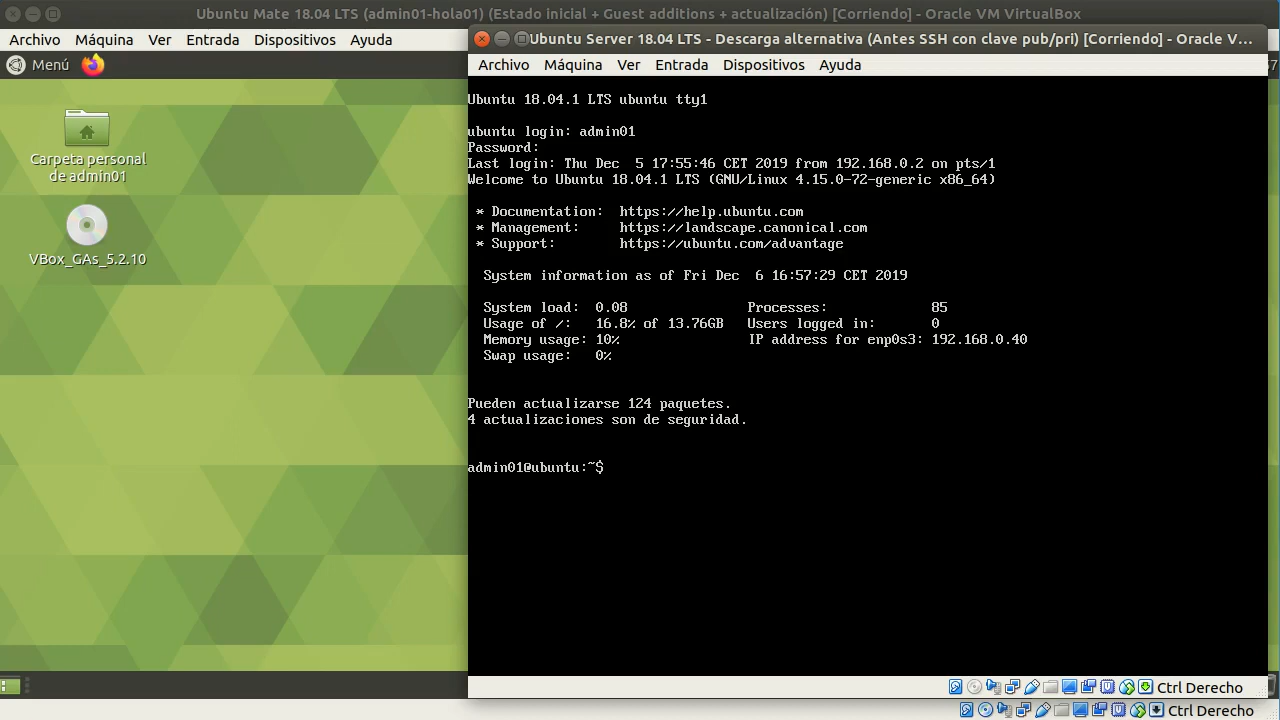 Ubuntu Mate 18.04 LTS (admin01-hola01) (Estado inicial + Guest additions + actualización) [Corriendo] - Oracle VM VirtualBox
Archivo Máquina Ver Entrada Dispositivos Ayuda
Menú
Carpeta personal
de admin01
VBox_GAs_5.2.10
Ubuntu Server 18.04 LTS - Descarga alternativa (Antes SSH con clave pub/pri) [Corriendo] - Oracle V...
Archivo Máquina Ver Entrada Dispositivos Ayuda
Ubuntu 18.04.1 LTS ubuntu tty1
ubuntu login: admin01
Password:
Last login: Thu Dec  5 17:55:46 CET 2019 from 192.168.0.2 on pts/1
Welcome to Ubuntu 18.04.1 LTS (GNU/Linux 4.15.0-72-generic x86_64)
* Documentation:  https://help.ubuntu.com
* Management:     https://landscape.canonical.com
* Support:        https://ubuntu.com/advantage
System information as of Fri Dec  6 16:57:29 CET 2019
System load:  0.08               Processes:             85
Usage of /:   16.8% of 13.76GB   Users logged in:       0
Memory usage: 10%                IP address for enp0s3: 192.168.0.40
Swap usage:   0%
Pueden actualizarse 124 paquetes.
4 actualizaciones son de seguridad.
admin01@ubuntu:~$
Ctrl Derecho
Ctrl Derecho